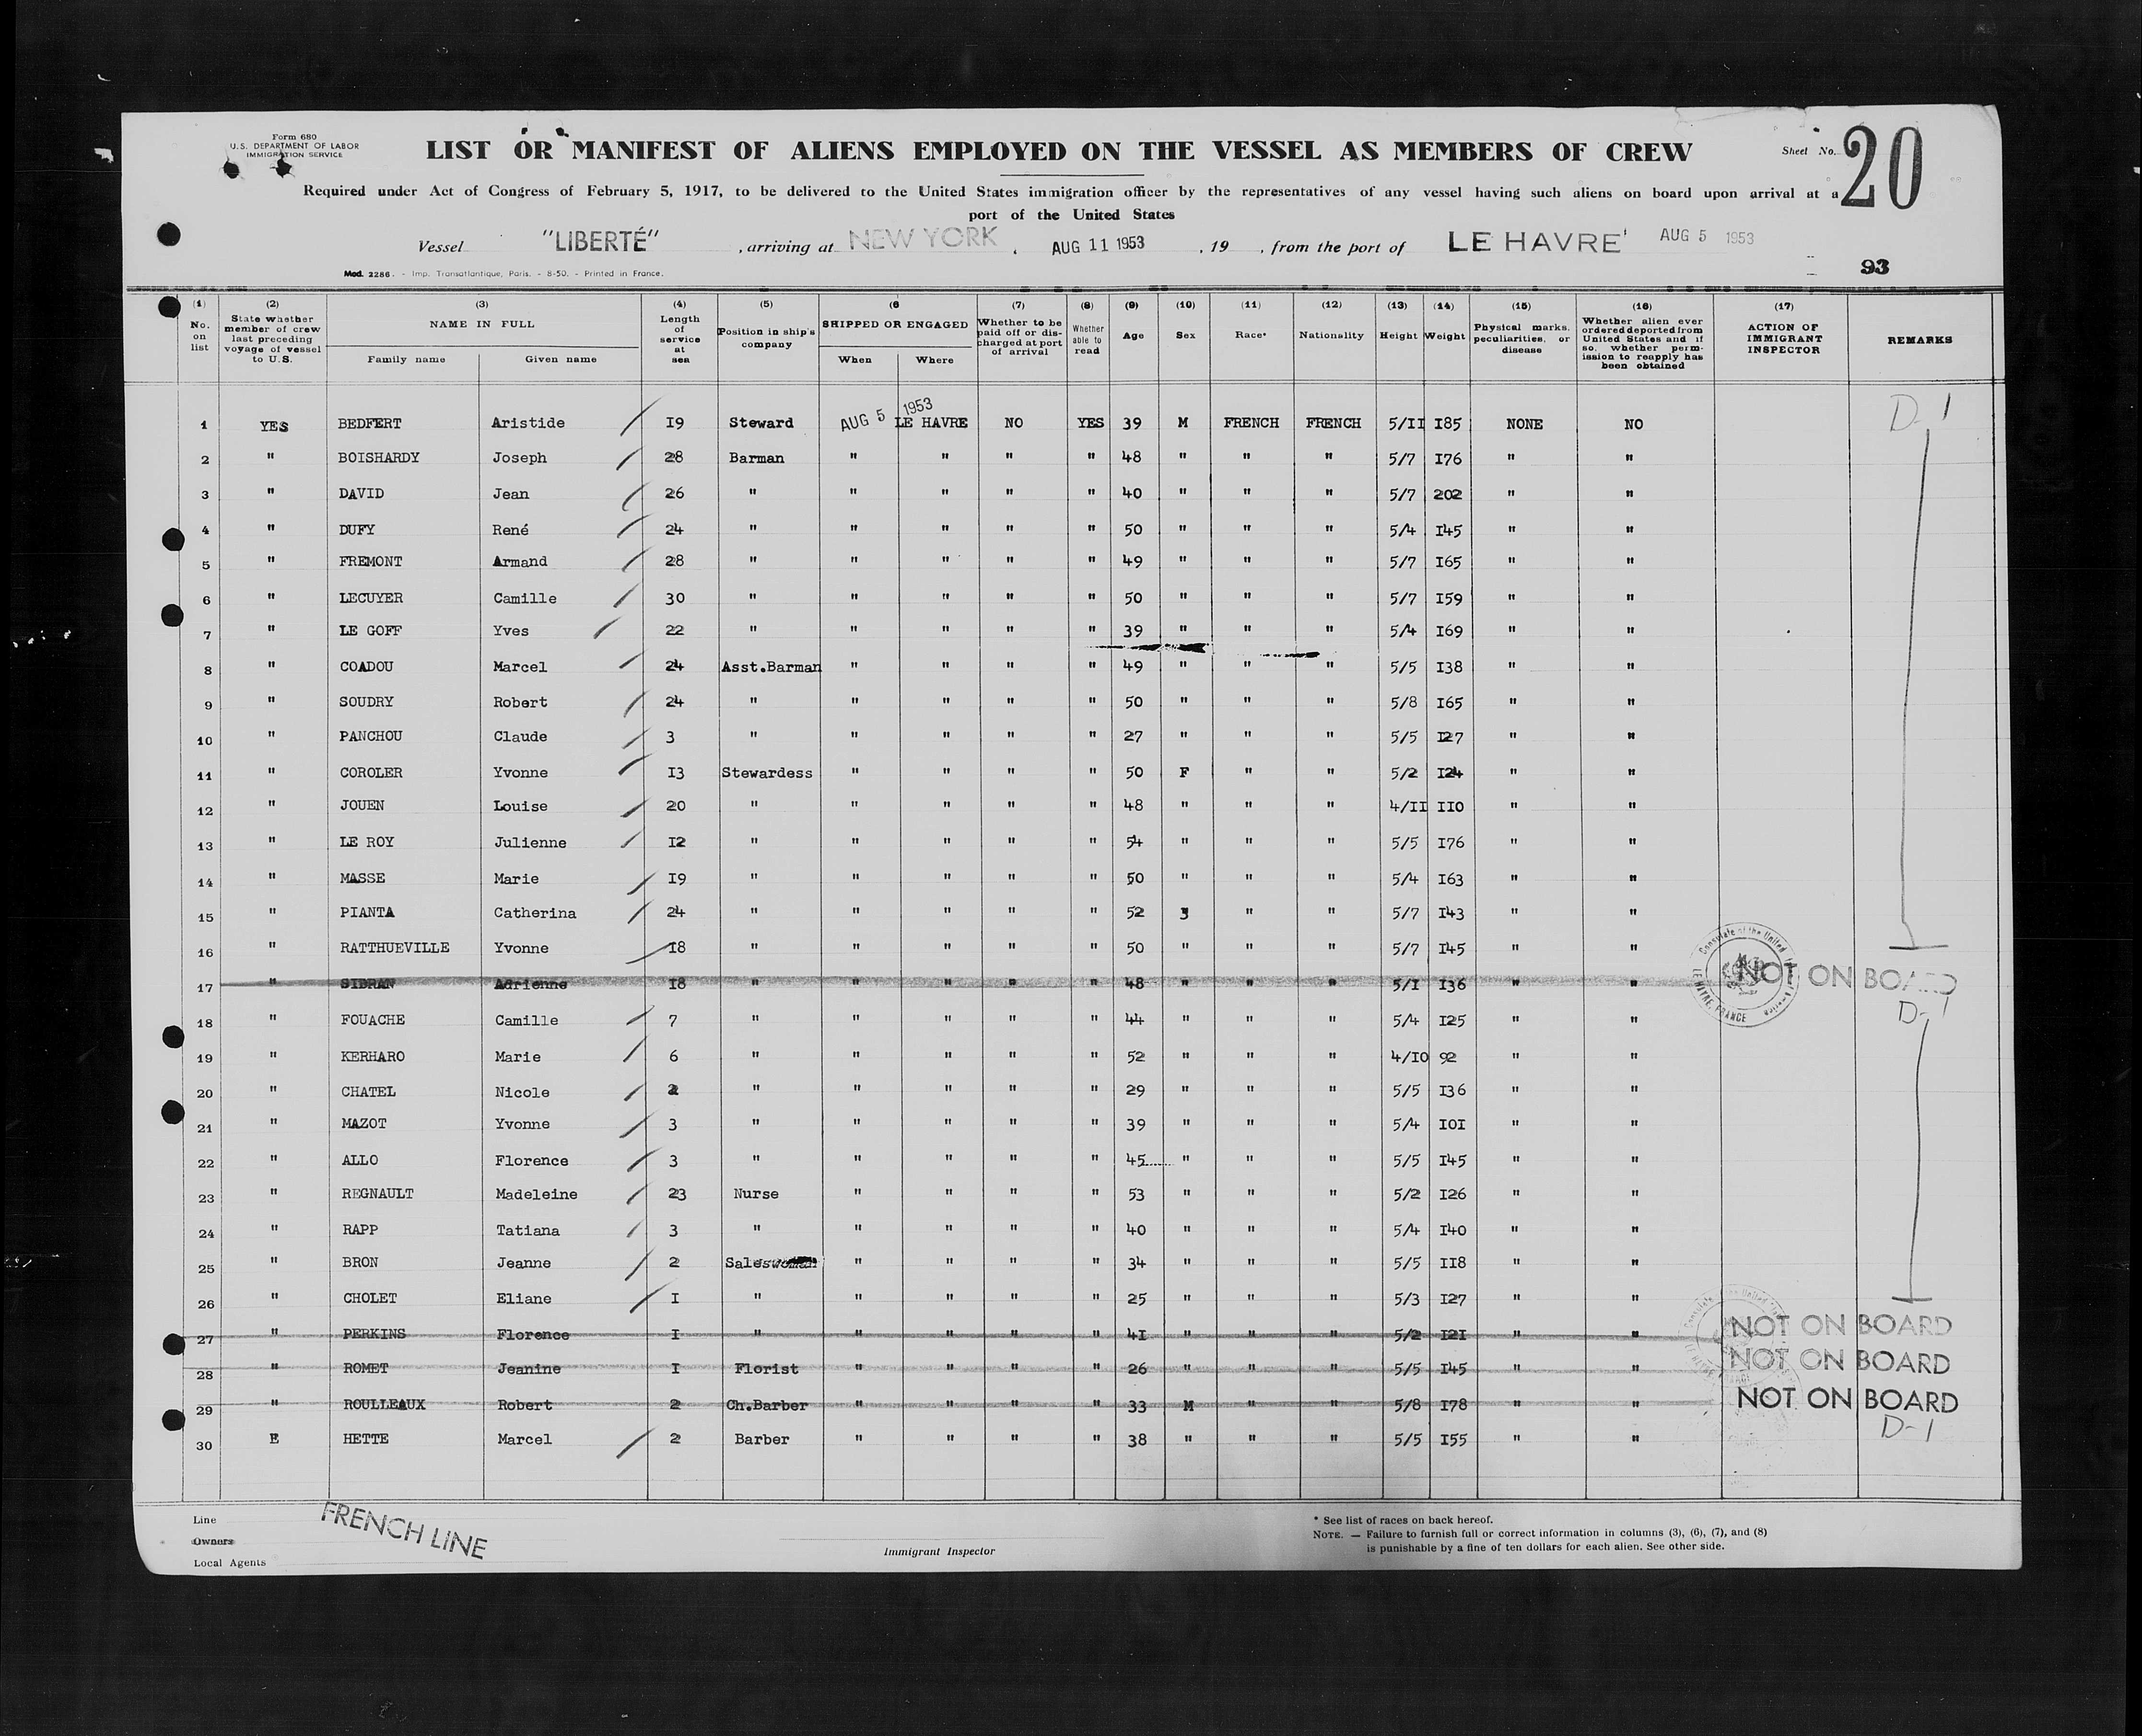 Form 680
U.S. DEPARTMENT OF LABOR
IMMIGRATION SERVICE
LIST OR MANIFEST OF ALIENS EMPLOYED ON THE VESSEL AS MEMBERS OF CREW
Sheet No. 20
Required under Act of Congress of February 5, 1917, to be delivered to the United States immigration officer by the representatives of any vessel having such aliens on board upon arrival at a
port of the United States
Vessel "LIBERTÉ", arriving at NEW YORK, AUG 11 1953, 19, from the port of LE HAVRE AUG 5 1953
Mod. 2286. - Imp. Transatlantique, Paris. - 8-50. - Printed in France.
93
(1) No. on list (2) State whether member of crew last preceding voyage of vessel to U.S. (3) NAME IN FULL Family name Given name (4) Length of service at sea (5) Position in ship's company (6 SHIPPED OR ENGAGED When Where (7) Whether to be paid off or discharged at port of arrival (8) Whether able to read (9) Age (10) Sex (11) Race* (12) Nationality (13) Height (14) Weight (15) Physical marks, peculiarities, or disease (16) Whether alien ever ordered deported from United States and if so, whether permission to reapply has been obtained (17) ACTION OF IMMIGRANT INSPECTOR REMARKS
1 YES BEDFERT Aristide 19 Steward AUG 5 1953 LE HAVRE NO YES 39 M FRENCH FRENCH 5/II I85 NONE NO D-1
2 " BOISHARDY Joseph 28 Barman " " " " 48 " " " 5/7 I76 " "
3 " DAVID Jean 26 " " " " " 40 " " " 5/7 202 " "
4 " DUFY René 24 " " " " " 50 " " " 5/4 I45 " "
5 " FREMONT Armand 28 " " " " " 49 " " " 5/7 I65 " "
6 " LECUYER Camille 30 " " " " " 50 " " " 5/7 I59 " "
7 " LE GOFF Yves 22 " " " " " 39 " " " 5/4 I69 " "
8 " COADOU Marcel 24 Asst.Barman " " " " 49 " " " 5/5 I38 " "
9 " SOUDRY Robert 24 " " " " " 50 " " " 5/8 I65 " "
10 " PANCHOU Claude 3 " " " " " 27 " " " 5/5 I27 " "
11 " COROLER Yvonne I3 Stewardess " " " " 50 F " " 5/2 I24 " "
12 " JOUEN Louise 20 " " " " " 48 " " " 4/II II0 " "
13 " LE ROY Julienne I2 " " " " " 54 " " " 5/5 I76 " "
14 " MASSE Marie I9 " " " " " 50 " " " 5/4 I63 " "
15 " PIANTA Catherina 24 " " " " " 52 3 " " 5/7 I43 " "
16 " RATTHUEVILLE Yvonne I8 " " " " " 50 " " " 5/7 I45 " "
17 " SIBRAN Adrienne I8 " " " " " 48 " " " 5/I I36 " " NOT ON BOARD
18 " FOUACHE Camille 7 " " " " " 44 " " " 5/4 I25 " " D-1
19 " KERHARO Marie 6 " " " " " 52 " " " 4/I0 92 " "
20 " CHATEL Nicole 2 " " " " " 29 " " " 5/5 I36 " "
21 " MAZOT Yvonne 3 " " " " " 39 " " " 5/4 I0I " "
22 " ALLO Florence 3 " " " " " 45 " " " 5/5 I45 " "
23 " REGNAULT Madeleine 23 Nurse " " " " 53 " " " 5/2 I26 " "
24 " RAPP Tatiana 3 " " " " " 40 " " " 5/4 I40 " "
25 " BRON Jeanne 2 Saleswoman " " " " 34 " " " 5/5 II8 " "
26 " CHOLET Eliane I " " " " " 25 " " " 5/3 I27 " "
27 " PERKINS Florence I " " " " " 4I " " " 5/2 I2I " " NOT ON BOARD
28 " ROMET Jeanine I Florist " " " " 26 " " " 5/5 I45 " " NOT ON BOARD
29 " ROULLEAUX Robert 2 Ch.Barber " " " " 33 M " " 5/8 I78 " " NOT ON BOARD
30 E HETTE Marcel 2 Barber " " " " 38 " " " 5/5 I55 " " D-1
Line
Owners
Local Agents
FRENCH LINE
Immigrant Inspector
* See list of races on back hereof.
NOTE. — Failure to furnish full or correct information in columns (3), (6), (7), and (8)
is punishable by a fine of ten dollars for each alien. See other side.